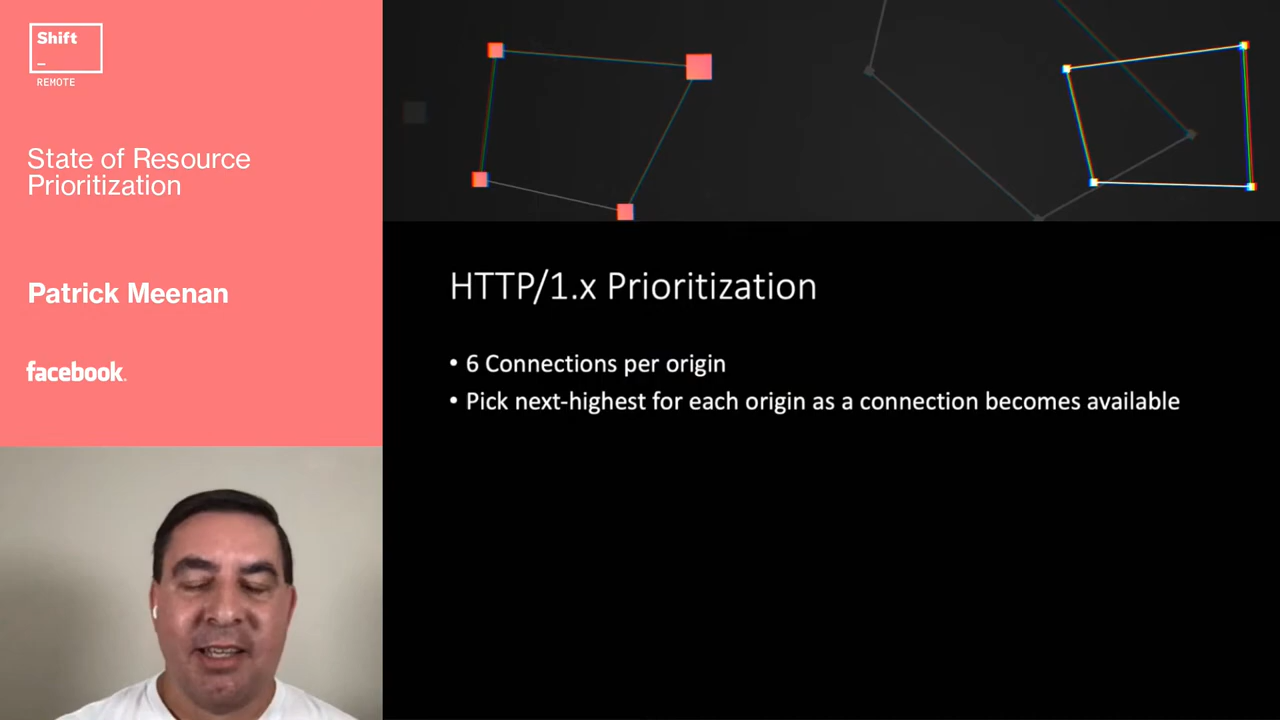 Shift
_
REMOTE
State of Resource
Prioritization
Patrick Meenan
facebook.
HTTP/1.x Prioritization
• 6 Connections per origin
• Pick next-highest for each origin as a connection becomes available